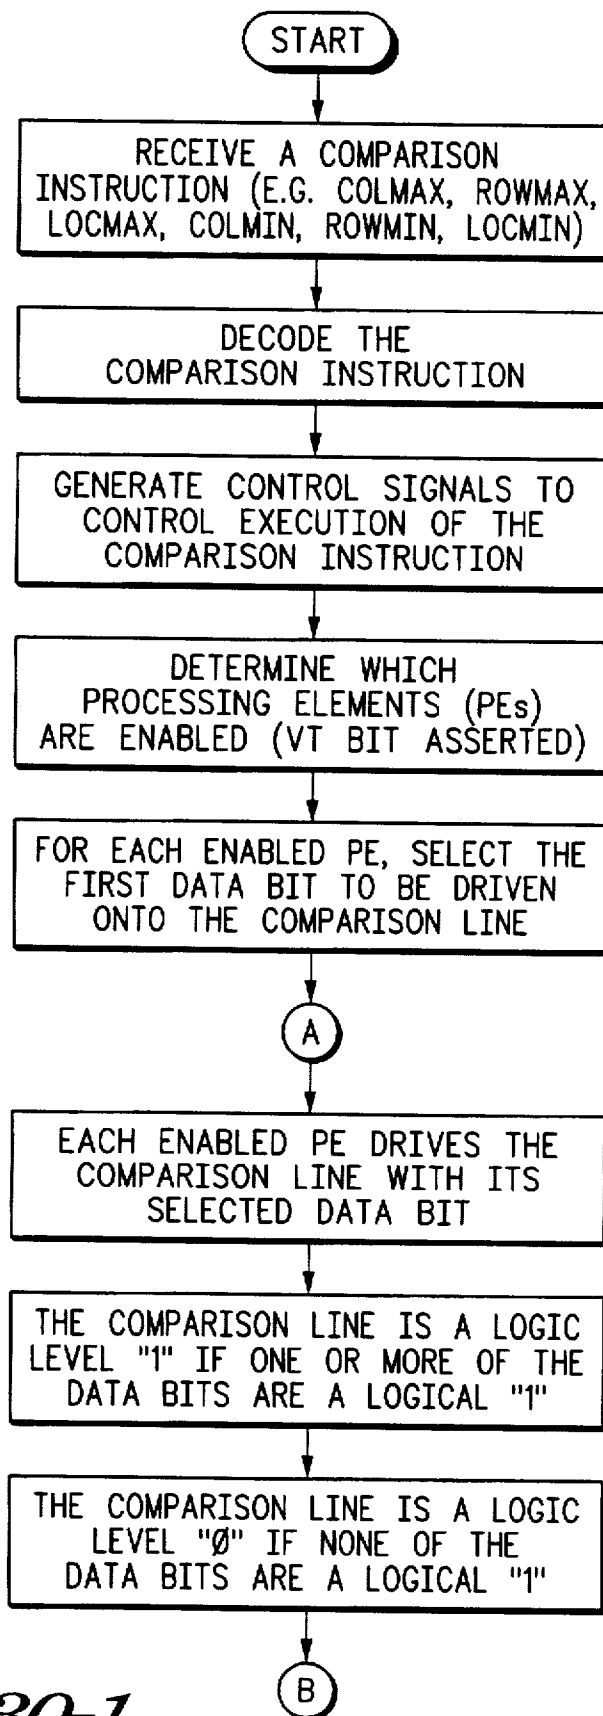 START
RECEIVE A COMPARISON
INSTRUCTION (E.G. COLMAX, ROWMAX,
LOCMAX, COLMIN, ROWMIN, LOCMIN)
DECODE THE
COMPARISON INSTRUCTION
GENERATE CONTROL SIGNALS TO
CONTROL EXECUTION OF THE
COMPARISON INSTRUCTION
DETERMINE WHICH
PROCESSING ELEMENTS (PEs)
ARE ENABLED (VT BIT ASSERTED)
FOR EACH ENABLED PE, SELECT THE
FIRST DATA BIT TO BE DRIVEN
ONTO THE COMPARISON LINE
A
EACH ENABLED PE DRIVES THE
COMPARISON LINE WITH ITS
SELECTED DATA BIT
THE COMPARISON LINE IS A LOGIC
LEVEL "1" IF ONE OR MORE OF THE
DATA BITS ARE A LOGICAL "1"
THE COMPARISON LINE IS A LOGIC
LEVEL "Ø" IF NONE OF THE
DATA BITS ARE A LOGICAL "1"
B